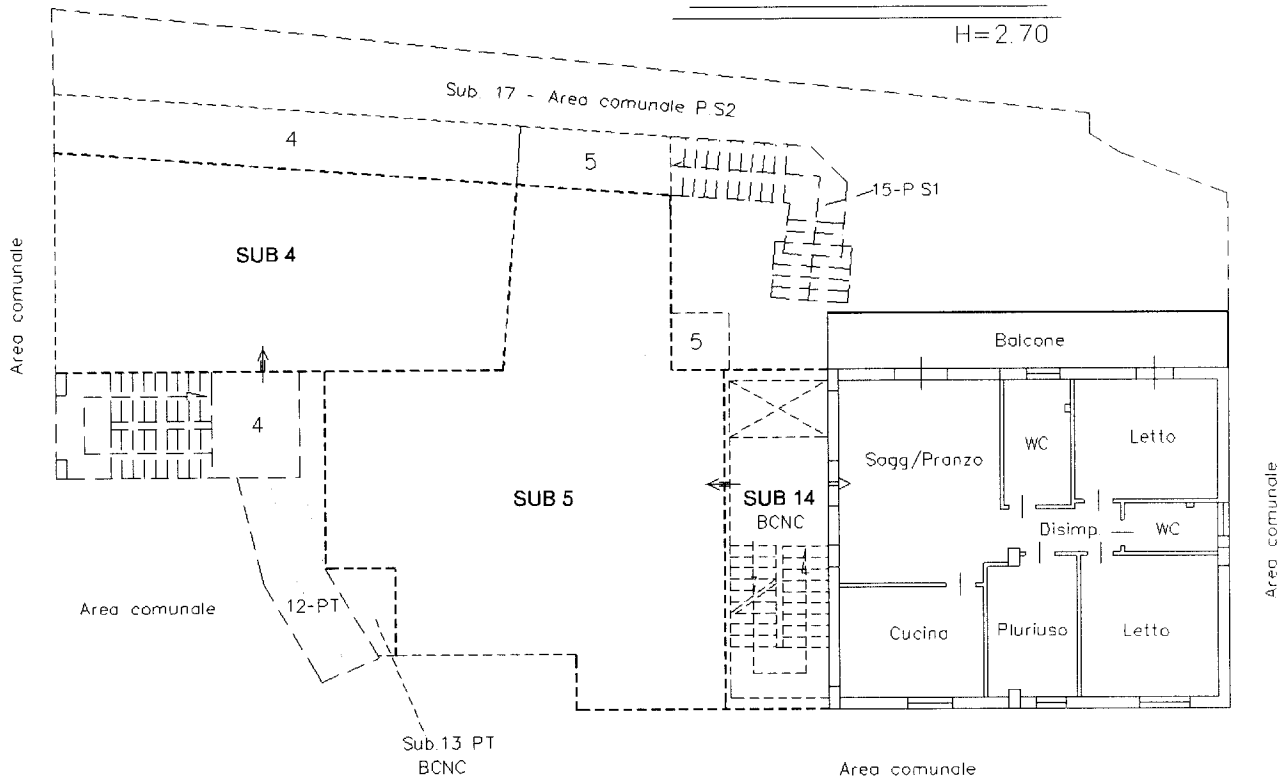 H=2.70
Sub. 17 - Area comunale P.S2
4
5
15-P S1
SUB 4
Area comunale
5
Balcone
4
Sogg/Pranzo
WC
Letto
SUB 5
SUB 14
BCNC
Disimp.
WC
Area comunale
Area comunale
12-PT
Cucina
Pluriuso
Letto
Sub.13 PT
BCNC
Area comunale